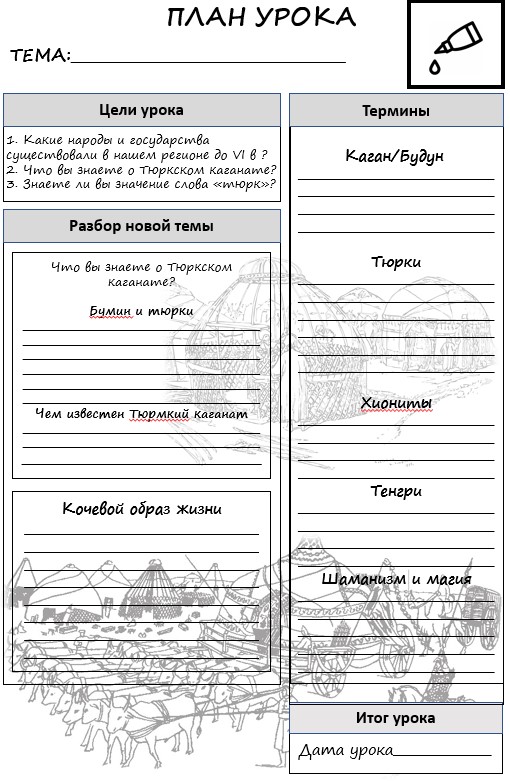 ПЛАН УРОКА
ТЕМА:
Цели урока
1. Какие народы и государства
существовали в нашем регионе до VI в ?
2. Что вы знаете о Тюркском каганате?
3. Знаете ли вы значение слова «тюрк»?
Разбор новой темы
Что вы знаете о Тюркском
каганате?
Бумин и тюрки
Чем известен Тюрмкий каганат
Кочевой образ жизни
Термины
Каган/Будун
Тюрки
Хиониты
Тенгри
Шаманизм и магия
Итог урока
Дата урока